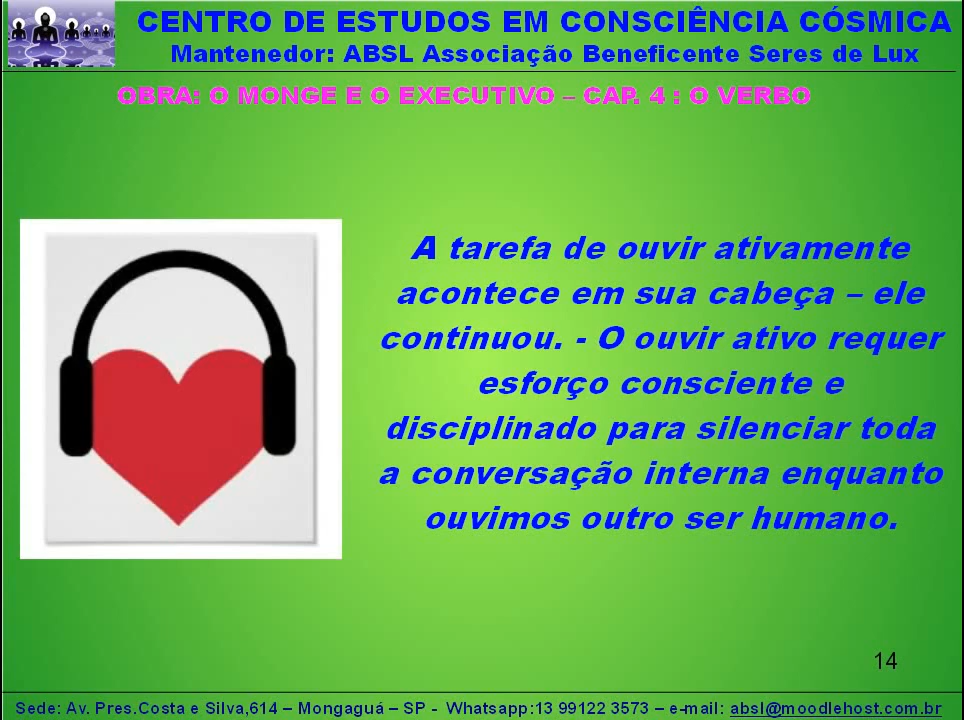 CENTRO DE ESTUDOS EM CONSCIÊNCIA CÓSMICA
Mantenedor: ABSL Associação Beneficente Seres de Lux
OBRA: O MONGE E O EXECUTIVO – CAP. 4 : O VERBO
A tarefa de ouvir ativamente
acontece em sua cabeça – ele
continuou. - O ouvir ativo requer
esforço consciente e
disciplinado para silenciar toda
a conversação interna enquanto
ouvimos outro ser humano.
14
Sede: Av. Pres.Costa e Silva,614 – Mongaguá – SP - Whatsapp:13 99122 3573 – e-mail: absl@moodlehost.com.br